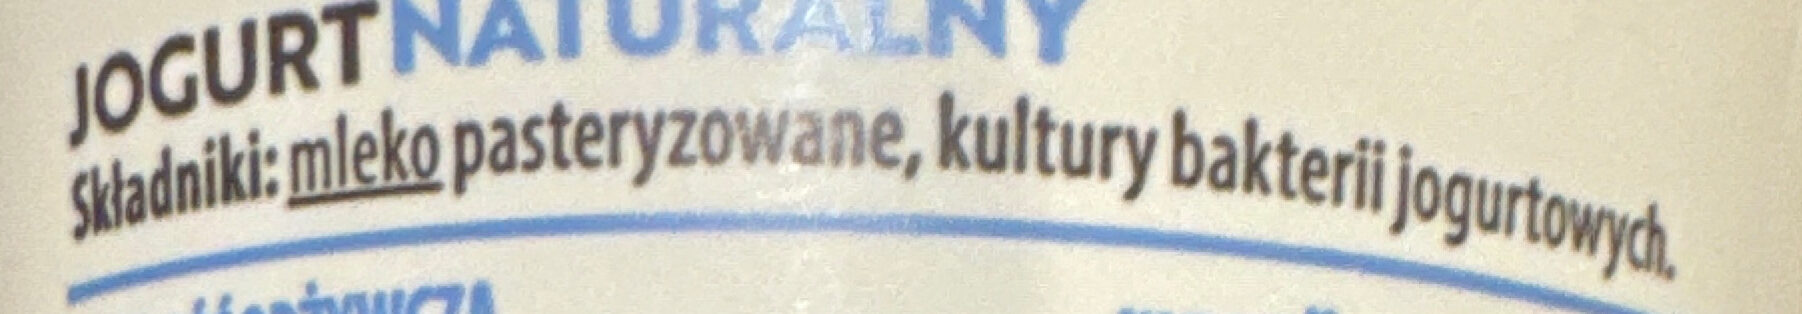 JOGURT NATURALNY
Składniki: mleko pasteryzowane, kultury bakterii jogurtowych.